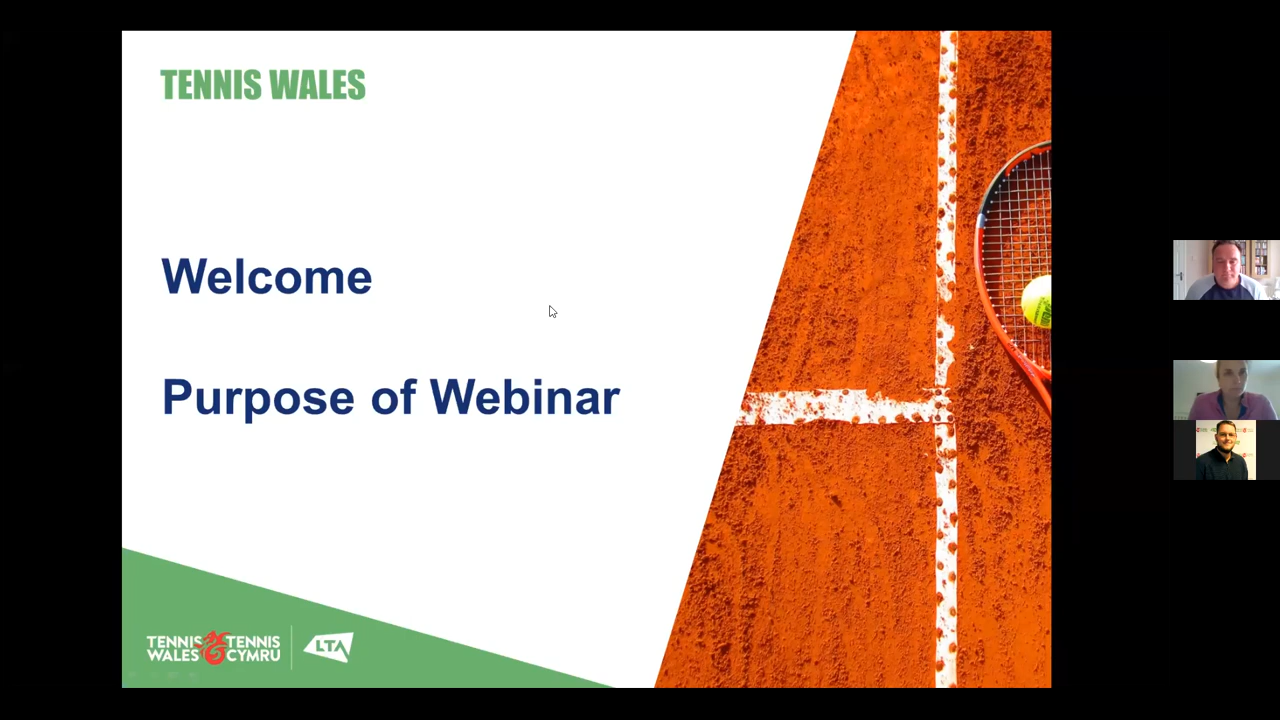 TENNIS WALES
Welcome
Purpose of Webinar
TENNIS TENNIS
WALES CYMRU
LTA